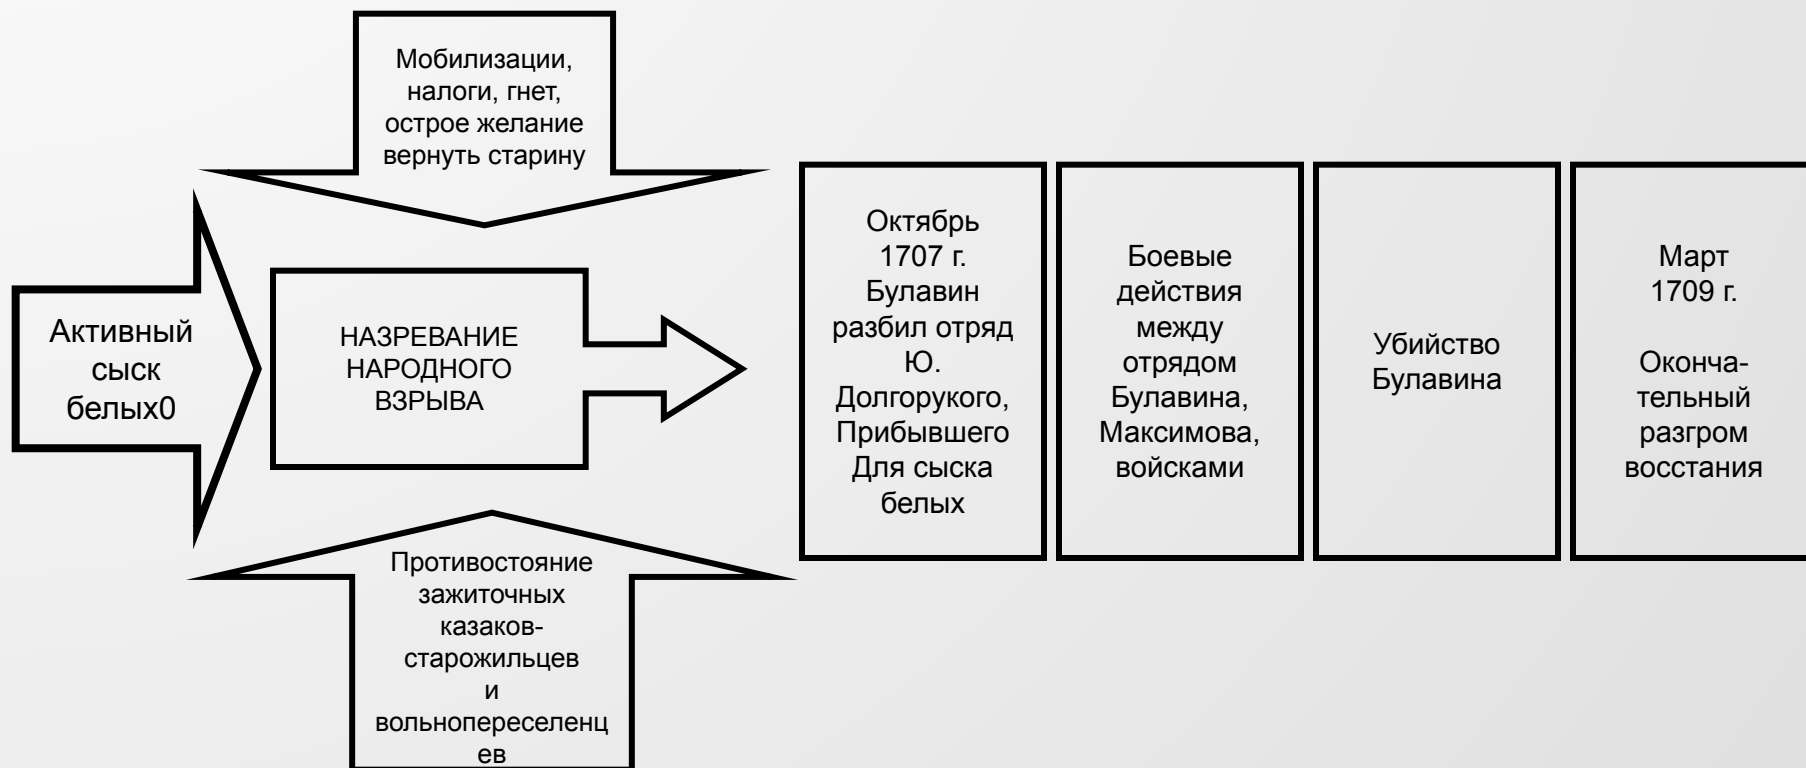 Мобилизации,
налоги, гнет,
острое желание
вернуть старину
Активный
сыск
белых0
НАЗРЕВАНИЕ
НАРОДНОГО
ВЗРЫВА
Противостояние
зажиточных
казаков-
старожильцев
и
вольнопереселенц
ев
Октябрь
1707 г.
Булавин
разбил отряд
Ю.
Долгорукого,
Прибывшего
Для сыска
белых
Боевые
действия
между
отрядом
Булавина,
Максимова,
войсками
Убийство
Булавина
Март
1709 г.
Оконча-
тельный
разгром
восстания